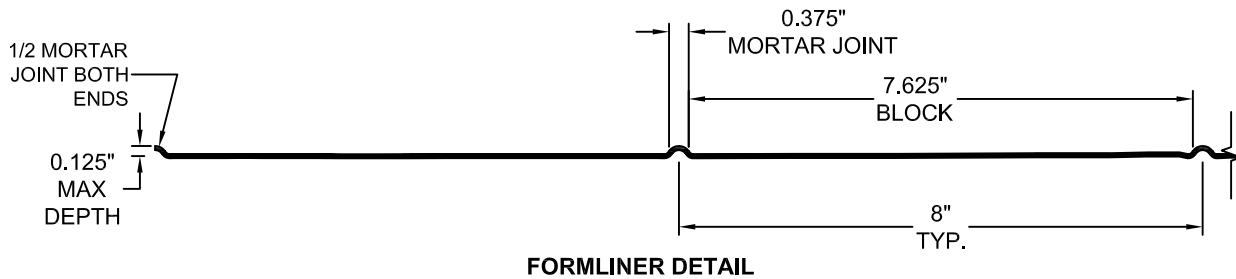 1/2 MORTAR
JOINT BOTH
ENDS
0.125"
MAX
DEPTH
0.375"
MORTAR JOINT
7.625"
BLOCK
8"
TYP.
FORMLINER DETAIL